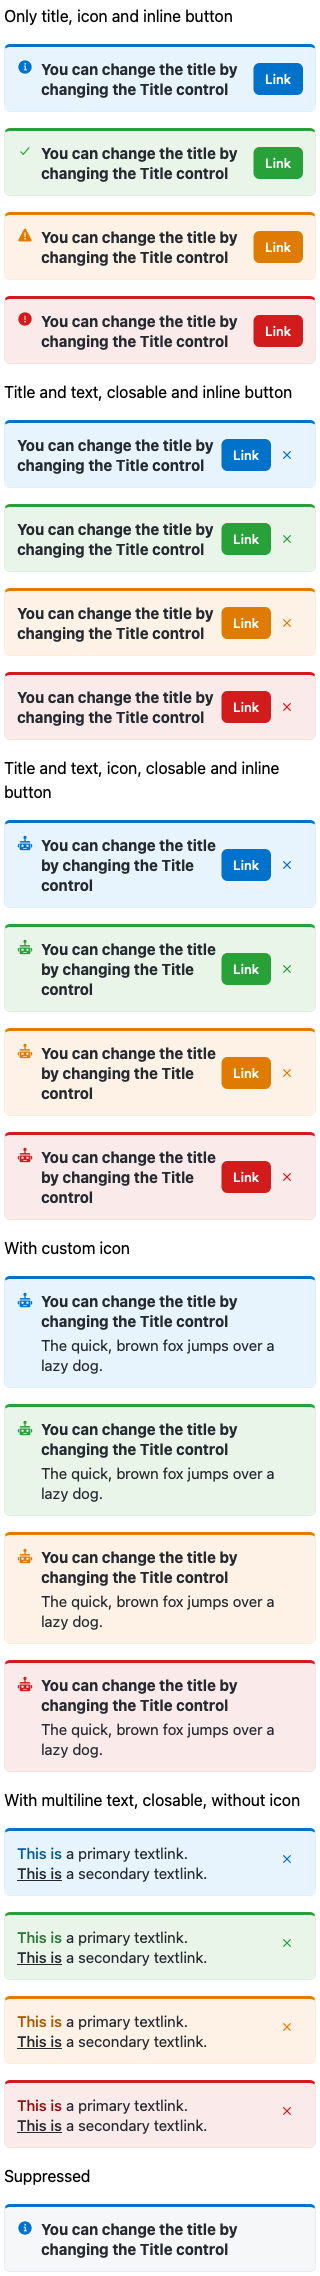 Only title, icon and inline button
You can change the title by
changing the Title control
Link
You can change the title by
changing the Title control
Link
You can change the title by
changing the Title control
Link
You can change the title by
changing the Title control
Link
Title and text, closable and inline button
You can change the title by
changing the Title control
Link
You can change the title by
changing the Title control
Link
You can change the title by
changing the Title control
Link
You can change the title by
changing the Title control
Link
Title and text, icon, closable and inline
button
You can change the title
by changing the Title
control
Link
You can change the title
by changing the Title
control
Link
You can change the title
by changing the Title
control
Link
You can change the title
by changing the Title
control
Link
With custom icon
You can change the title by
changing the Title control
The quick, brown fox jumps over a
lazy dog.
You can change the title by
changing the Title control
The quick, brown fox jumps over a
lazy dog.
You can change the title by
changing the Title control
The quick, brown fox jumps over a
lazy dog.
You can change the title by
changing the Title control
The quick, brown fox jumps over a
lazy dog.
With multiline text, closable, without icon
This is a primary textlink.
This is a secondary textlink.
This is a primary textlink.
This is a secondary textlink.
This is a primary textlink.
This is a secondary textlink.
This is a primary textlink.
This is a secondary textlink.
Suppressed
You can change the title by
changing the Title control